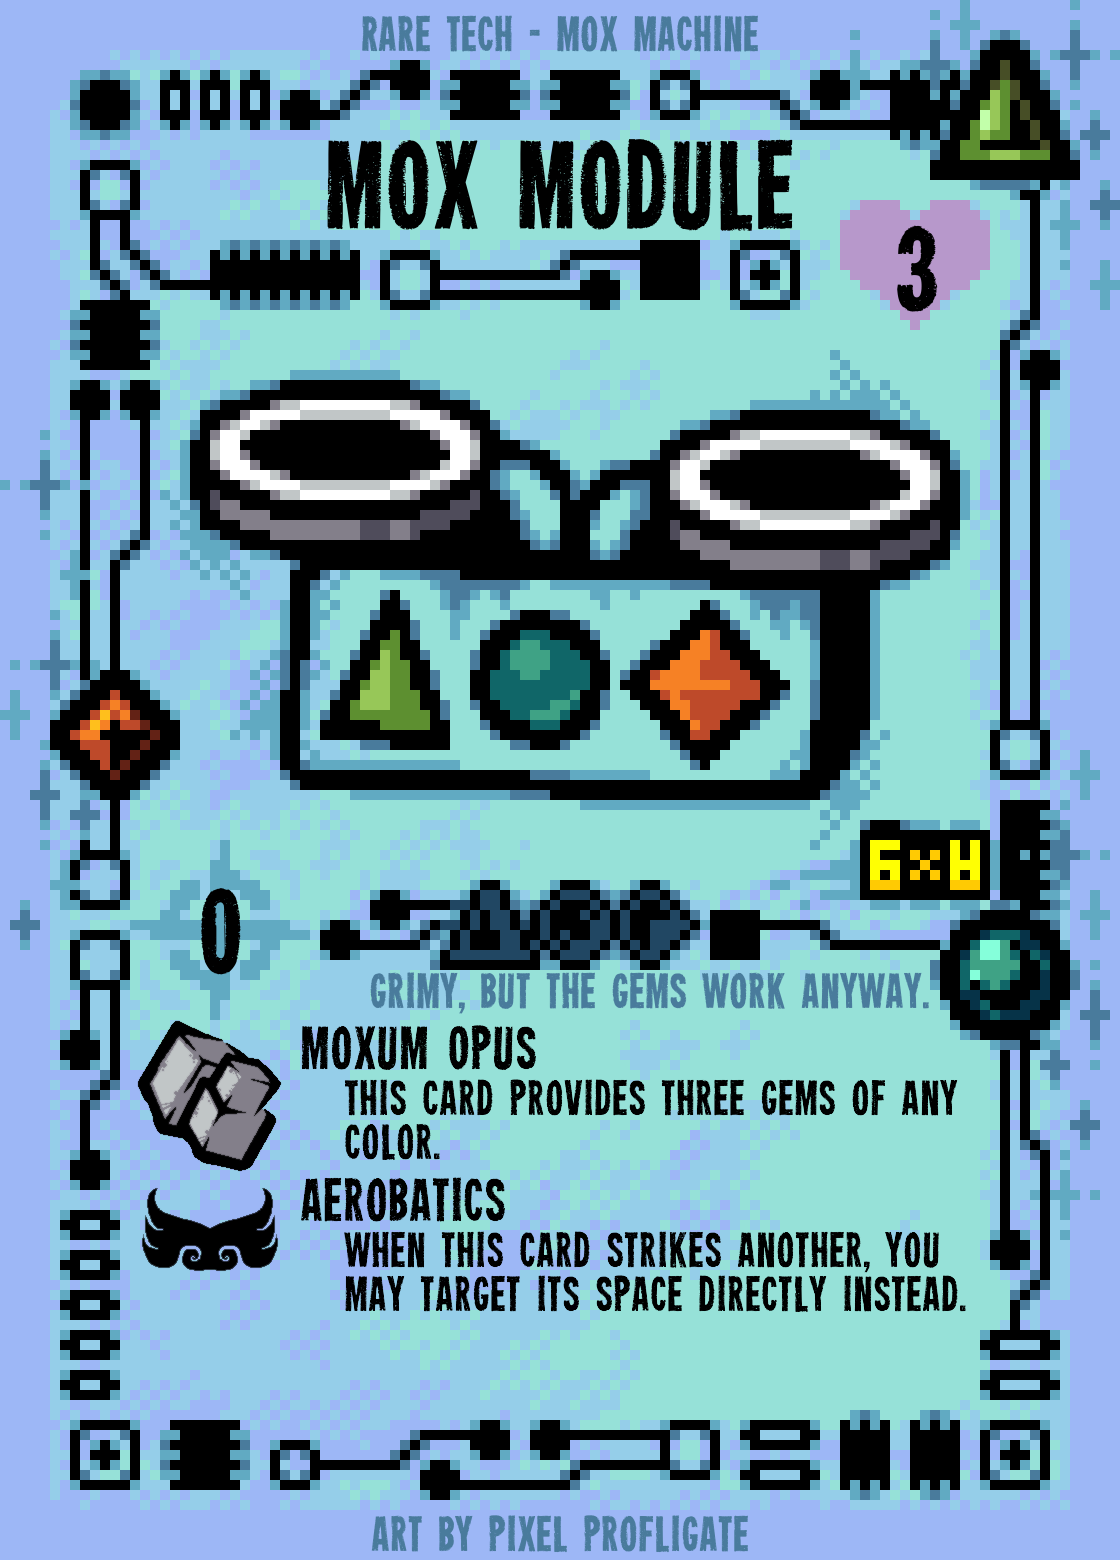 RARE TECH - MOX MACHINE
MOX MODULE
3
6×8
0
GRIMY, BUT THE GEMS WORK ANYWAY.
MOXUM OPUS
THIS CARD PROVIDES THREE GEMS OF ANY
COLOR.
AEROBATICS
WHEN THIS CARD STRIKES ANOTHER, YOU
MAY TARGET ITS SPACE DIRECTLY INSTEAD.
ART BY PIXEL PROFLIGATE